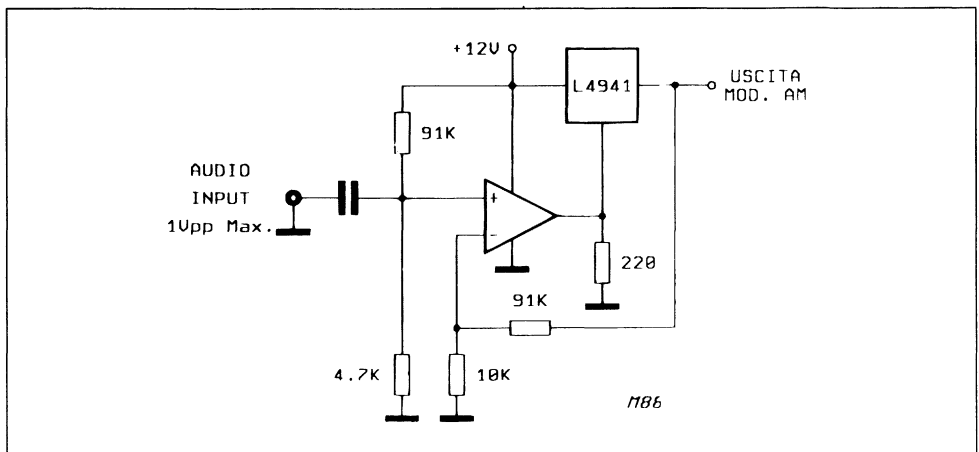 +12V
L4941
USCITA
MOD. AM
91K
AUDIO
INPUT
1Vpp Max.
+
-
220
91K
4.7K
10K
M86